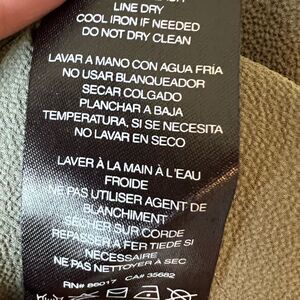 LINE DRY
COOL IRON IF NEEDED
DO NOT DRY CLEAN
LAVAR A MANO CON AGUA FRÍA
NO USAR BLANQUEADOR
SECAR COLGADO
PLANCHAR A BAJA
TEMPERATURA, SI SE NECESITA
NO LAVAR EN SECO
LAVER À LA MAIN À L'EAU
FROIDE
NE PAS UTILISER AGENT DE
BLANCHIMENT
SÉCHER SUR CORDE
REPASSER À FER TIEDE SI
NECESSAIRE
NE PAS NETTOYER À SEC
RN# 86017 CA# 35682